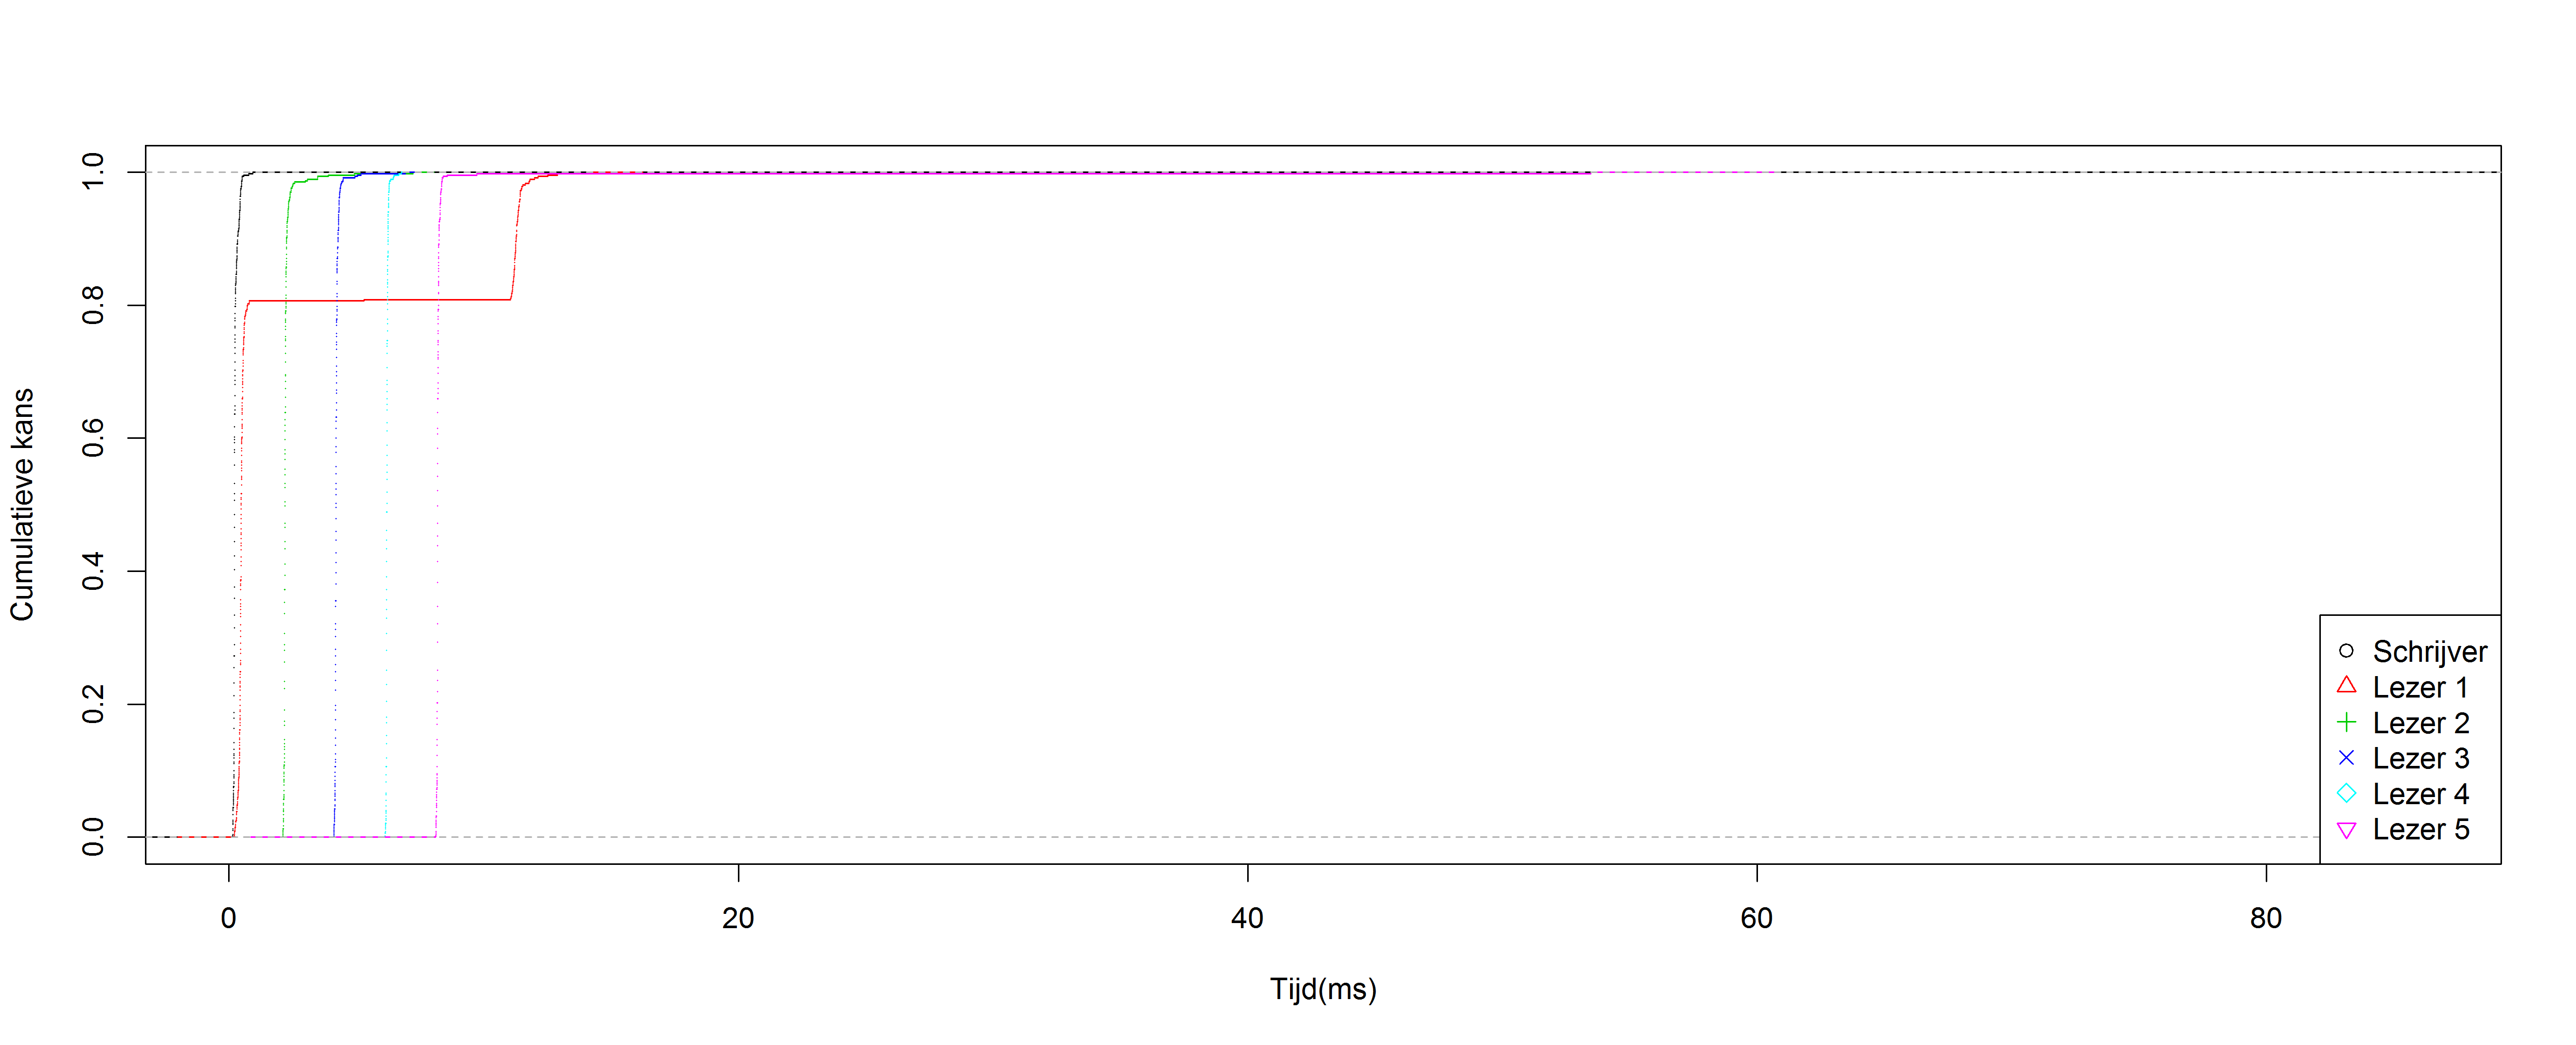 Cumulatieve kans
1.0
0.8
0.6
0.4
0.2
0.0
0 20 40 60 80
Tijd(ms)
Schrijver
Lezer 1
Lezer 2
Lezer 3
Lezer 4
Lezer 5